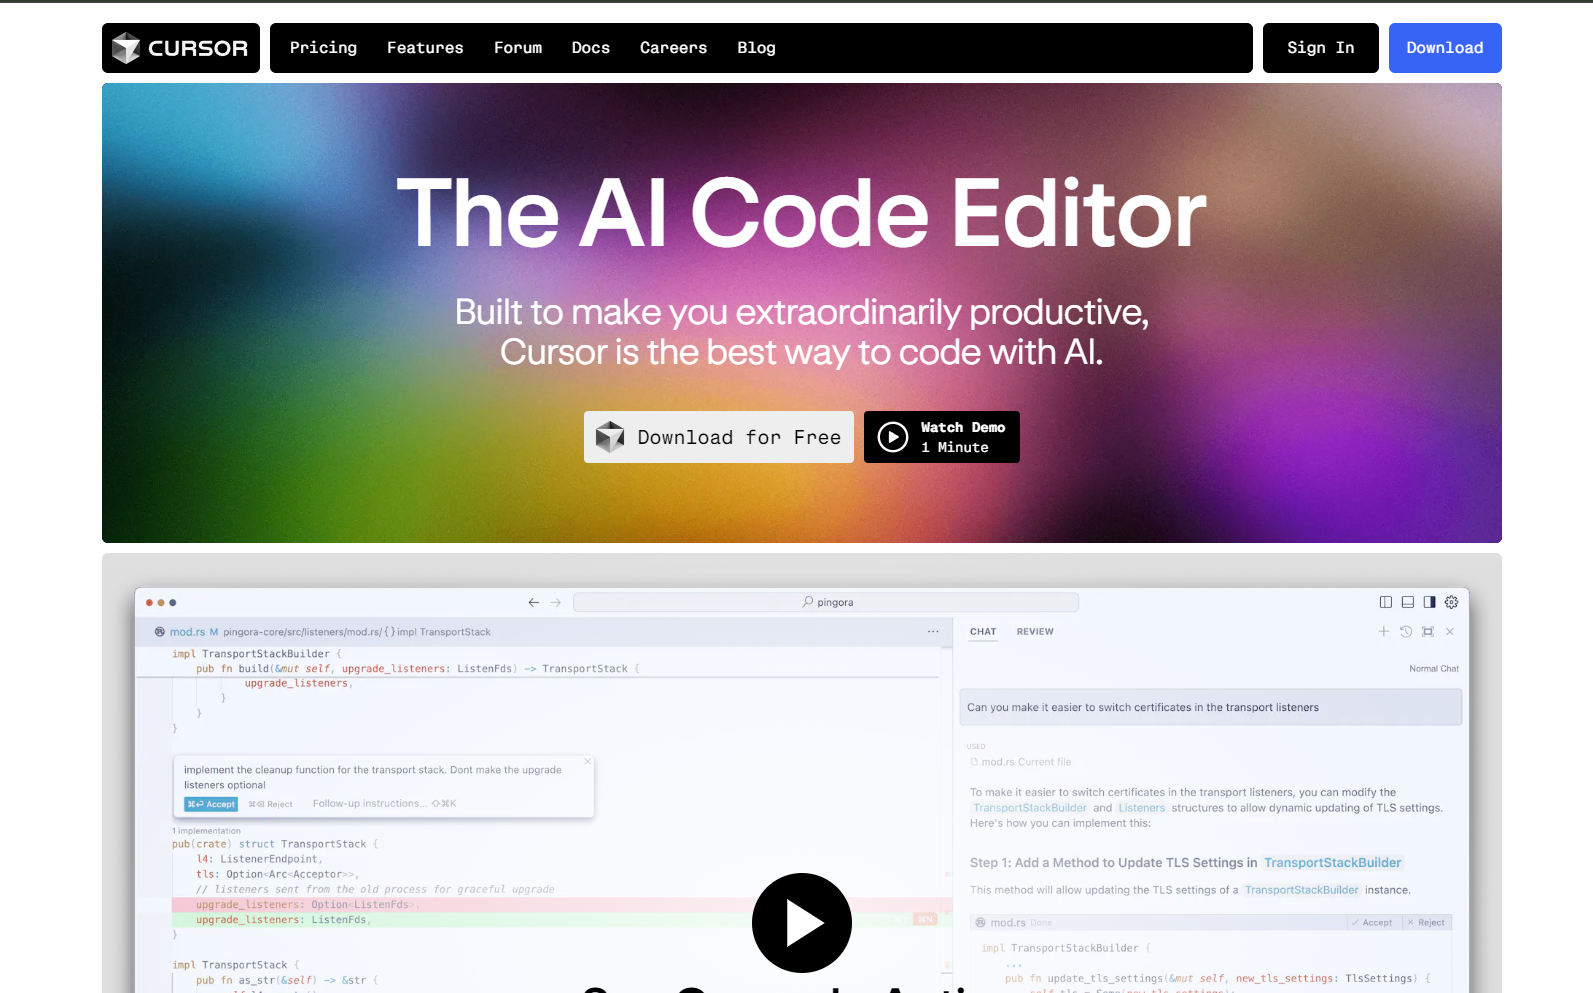 CURSOR
Pricing Features Forum Docs Careers Blog
Sign In
Download
The AI Code Editor
Built to make you extraordinarily productive,
Cursor is the best way to code with AI.
Download for Free
Watch Demo
1 Minute
pingora
mod.rs M pingora-core/src/listeners/mod.rs/{} impl TransportStack
impl TransportStackBuilder {
pub fn build(&mut self, upgrade_listeners: ListenFds) -> TransportStack {
upgrade_listeners,
}
}
}
implement the cleanup function for the transport stack. Dont make the upgrade
listeners optional
⌘⏎ Accept ⌘⌫ Reject Follow-up instructions... ⇧⌘K
1 implementation
pub(crate) struct TransportStack {
l4: ListenerEndpoint,
tls: Option<Arc<Acceptor>>,
// listeners sent from the old process for graceful upgrade
upgrade_listeners: Option<ListenFds>,
upgrade_listeners: ListenFds,
⌘N
}
impl TransportStack {
pub fn as_str(&self) -> &str {
CHAT REVIEW
Normal Chat
Can you make it easier to switch certificates in the transport listeners
USED
mod.rs Current file
To make it easier to switch certificates in the transport listeners, you can modify the
TransportStackBuilder and Listeners structures to allow dynamic updating of TLS settings.
Here's how you can implement this:
Step 1: Add a Method to Update TLS Settings in TransportStackBuilder
This method will allow updating the TLS settings of a TransportStackBuilder instance.
mod.rs Done
Accept
Reject
impl TransportStackBuilder {
...
pub fn update_tls_settings(&mut self, new_tls_settings: TlsSettings) {